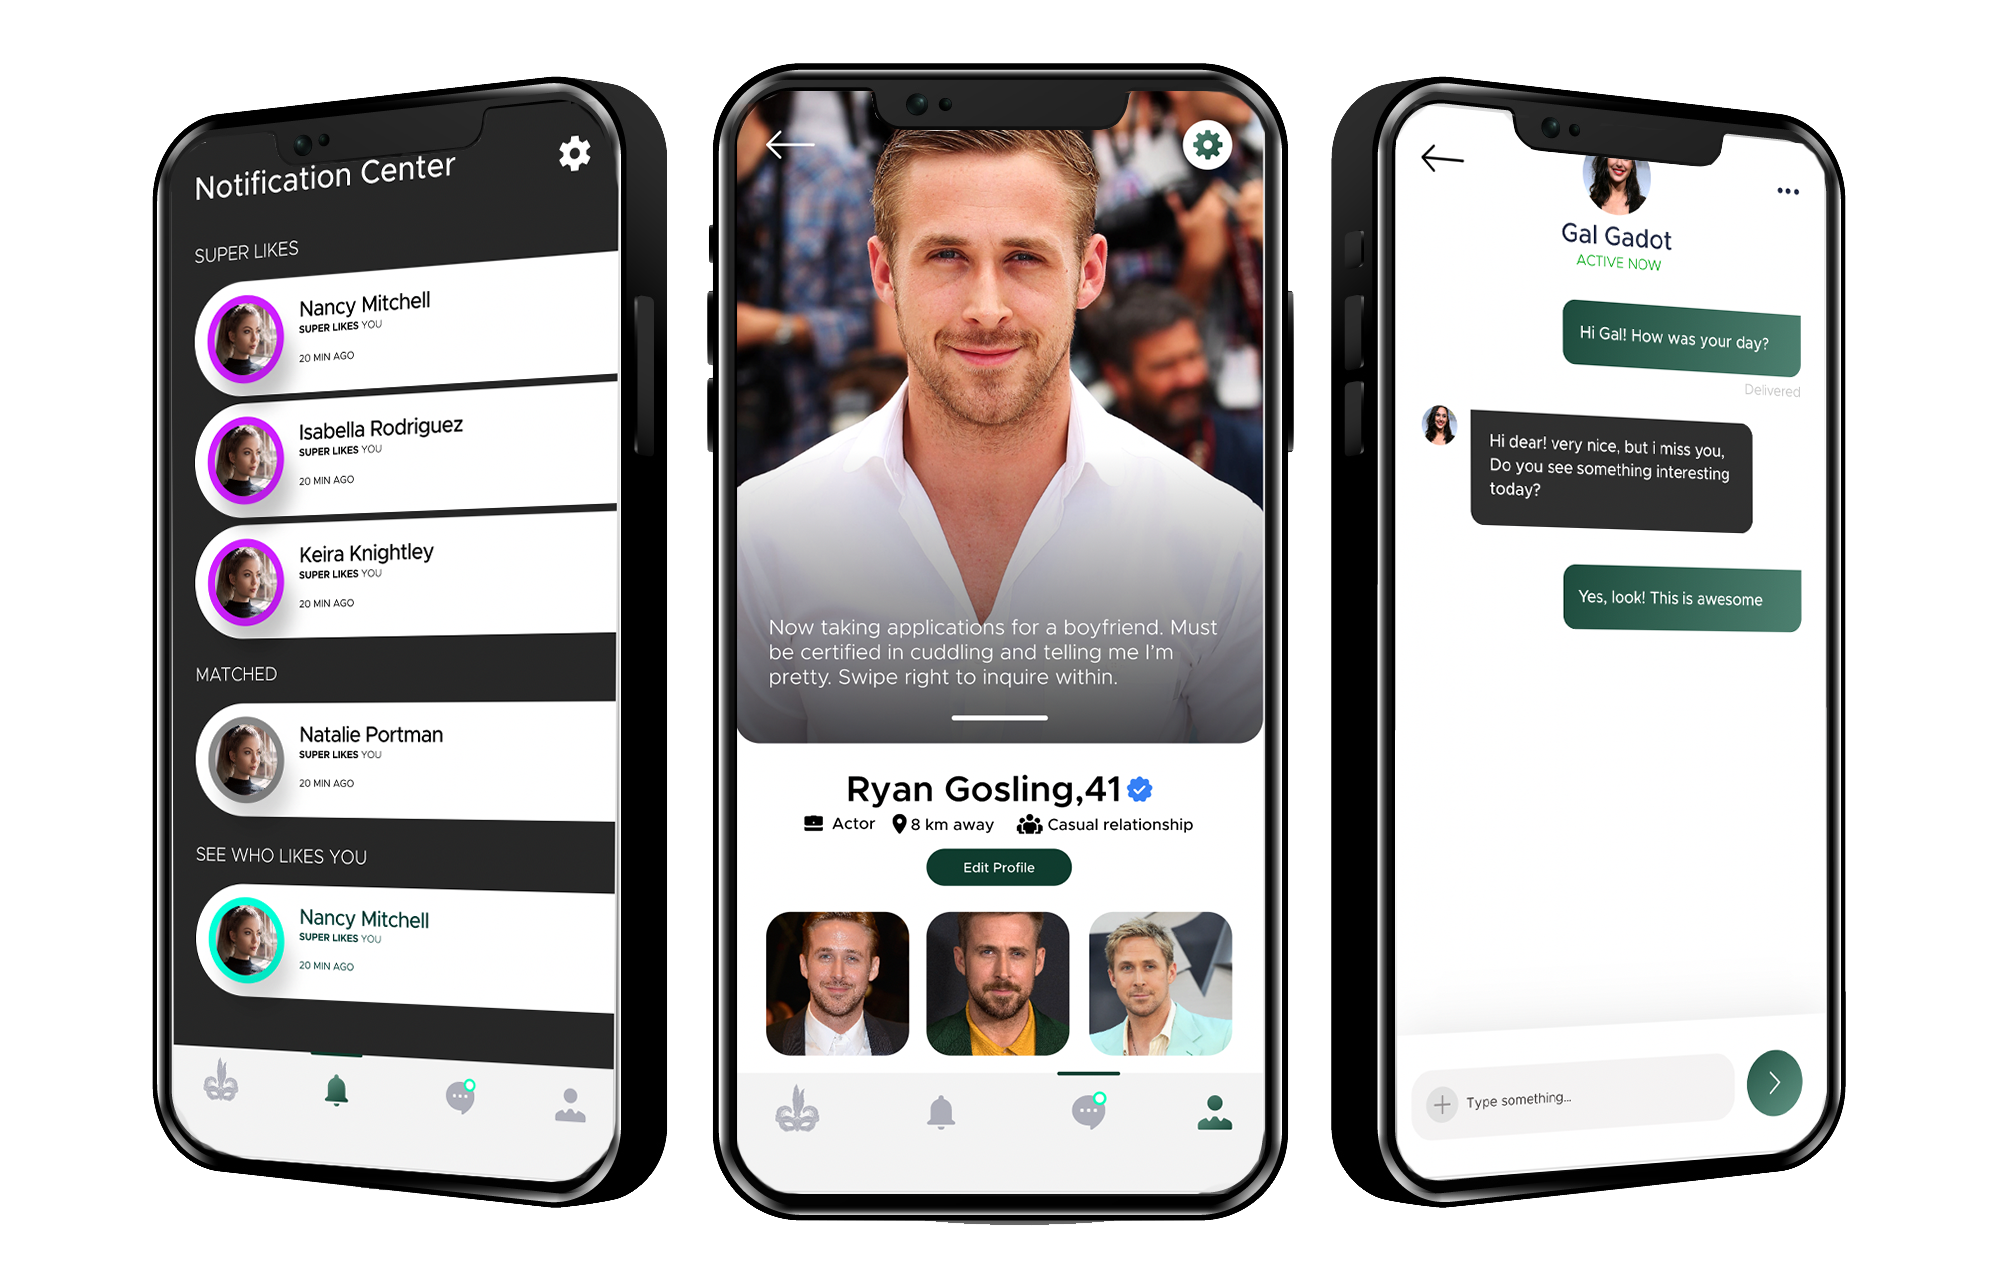 Notification Center
SUPER LIKES
Nancy Mitchell
SUPER LIKES YOU
20 MIN AGO
Isabella Rodriguez
SUPER LIKES YOU
20 MIN AGO
Keira Knightley
SUPER LIKES YOU
20 MIN AGO
MATCHED
Natalie Portman
SUPER LIKES YOU
20 MIN AGO
SEE WHO LIKES YOU
Nancy Mitchell
SUPER LIKES YOU
20 MIN AGO
Now taking applications for a boyfriend. Must
be certified in cuddling and telling me I'm
pretty. Swipe right to inquire within.
Ryan Gosling,41
Actor 8 km away Casual relationship
Edit Profile
Gal Gadot
ACTIVE NOW
Hi Gal! How was your day?
Delivered
Hi dear! very nice, but i miss you,
Do you see something interesting
today?
Yes, look! This is awesome
Type something...